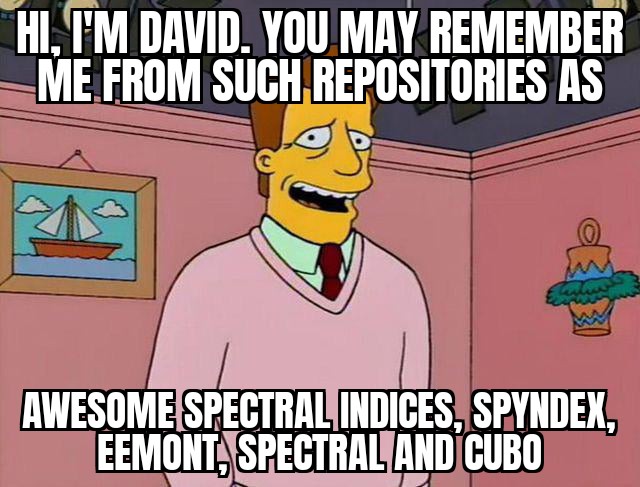 HI, I'M DAVID. YOU MAY REMEMBER
ME FROM SUCH REPOSITORIES AS
AWESOME SPECTRAL INDICES, SPYNDEX,
EEMONT, SPECTRAL AND CUBO